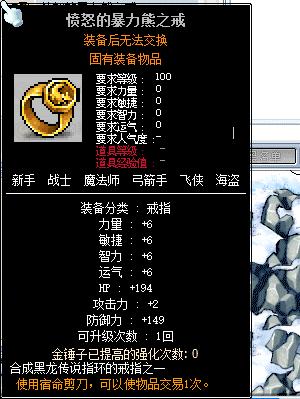 愤怒的暴力熊之戒
装备后无法交换
固有装备物品
要求等级： 100
要求力量： 0
要求敏捷： 0
要求智力： 0
要求运气： 0
要求人气度： -
道具等级： -
道具经验值： -
新手 战士 魔法师 弓箭手 飞侠 海盗
装备分类 : 戒指
力量 : +6
敏捷 : +6
智力 : +6
运气 : +6
HP : +194
攻击力 : +2
防御力 : +149
可升级次数 : 1回
金锤子已提高的强化次数: 0
合成黑龙传说指环的戒指之一
使用宿命剪刀，可以使物品交易1次。